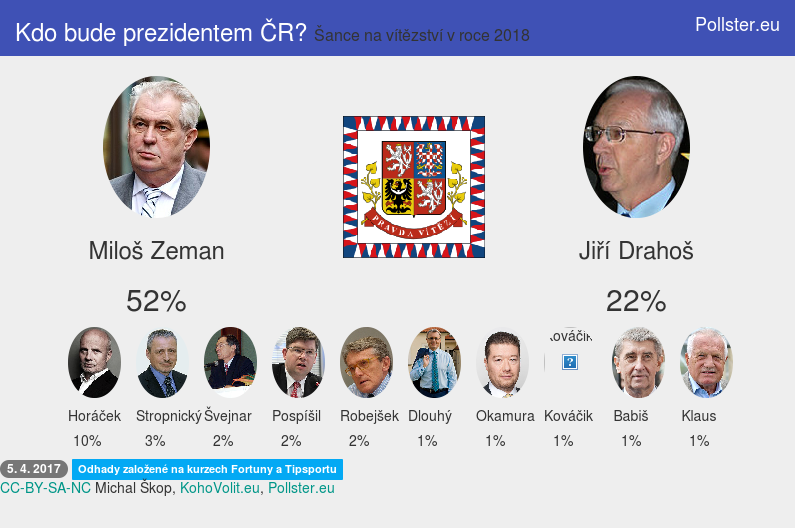 Kdo bude prezidentem ČR? Šance na vítězství v roce 2018
Pollster.eu
PRAVDA VÍTĚZÍ
Miloš Zeman
Jiří Drahoš
52%
22%
Kováčik
Horáček Stropnický Švejnar Pospíšil Robejšek Dlouhý Okamura Kováčik Babiš Klaus
10% 3% 2% 2% 2% 1% 1% 1% 1% 1%
5. 4. 2017 Odhady založené na kurzech Fortuny a Tipsportu
CC-BY-SA-NC Michal Škop, KohoVolit.eu, Pollster.eu